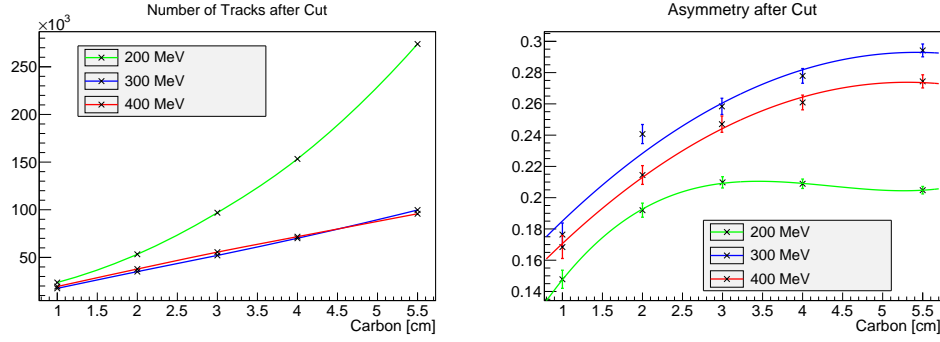 Number of Tracks after Cut
×10³
250
200
150
100
50
200 MeV
300 MeV
400 MeV
1 1.5 2 2.5 3 3.5 4 4.5 5 5.5
Carbon [cm]
Asymmetry after Cut
0.3
0.28
0.26
0.24
0.22
0.2
0.18
0.16
0.14
200 MeV
300 MeV
400 MeV
1 1.5 2 2.5 3 3.5 4 4.5 5 5.5
Carbon [cm]